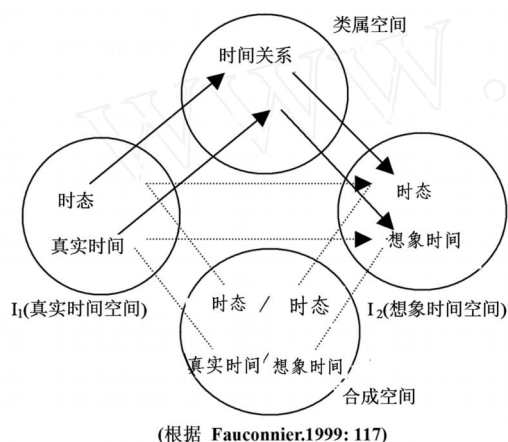 类属空间
时间关系
时态
真实时间
时态
想象时间
I₁(真实时间空间)
I₂(想象时间空间)
时态 / 时态
真实时间/想象时间
合成空间
(根据 Fauconnier.1999: 117)
WWW.